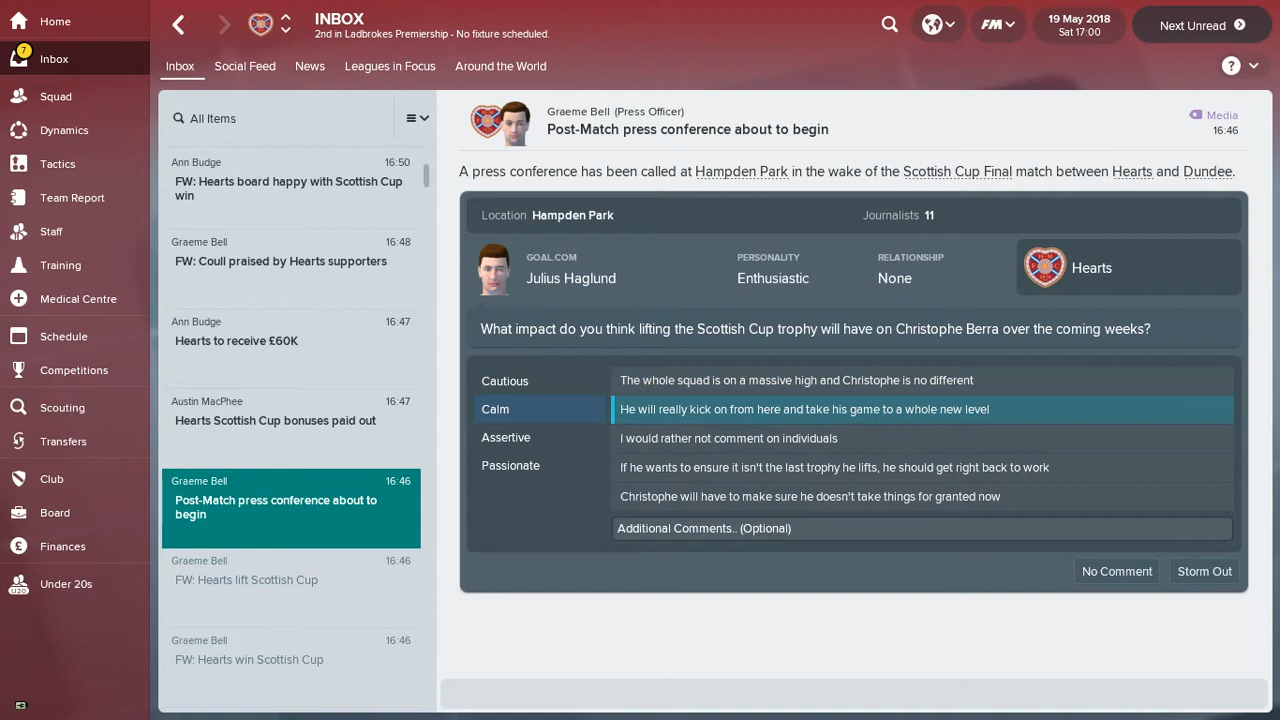 Home
7
Inbox
Squad
Dynamics
Tactics
Team Report
Staff
Training
Medical Centre
Schedule
Competitions
Scouting
Transfers
Club
Board
Finances
U20
Under 20s
INBOX
2nd in Ladbrokes Premiership - No fixture scheduled.
FM
19 May 2018
Sat 17:00
Next Unread
Inbox
Social Feed
News
Leagues in Focus
Around the World
?
All Items
Ann Budge 16:50
FW: Hearts board happy with Scottish Cup
win
Graeme Bell 16:48
FW: Coull praised by Hearts supporters
Ann Budge 16:47
Hearts to receive £60K
Austin MacPhee 16:47
Hearts Scottish Cup bonuses paid out
Graeme Bell 16:46
Post-Match press conference about to
begin
Graeme Bell 16:46
FW: Hearts lift Scottish Cup
Graeme Bell 16:46
FW: Hearts win Scottish Cup
Graeme Bell (Press Officer)
Post-Match press conference about to begin
Media
16:46
A press conference has been called at Hampden Park in the wake of the Scottish Cup Final match between Hearts and Dundee.
Location Hampden Park
Journalists 11
GOAL.COM
Julius Haglund
PERSONALITY
Enthusiastic
RELATIONSHIP
None
Hearts
What impact do you think lifting the Scottish Cup trophy will have on Christophe Berra over the coming weeks?
Cautious
Calm
Assertive
Passionate
The whole squad is on a massive high and Christophe is no different
He will really kick on from here and take his game to a whole new level
I would rather not comment on individuals
If he wants to ensure it isn't the last trophy he lifts, he should get right back to work
Christophe will have to make sure he doesn't take things for granted now
Additional Comments.. (Optional)
No Comment
Storm Out